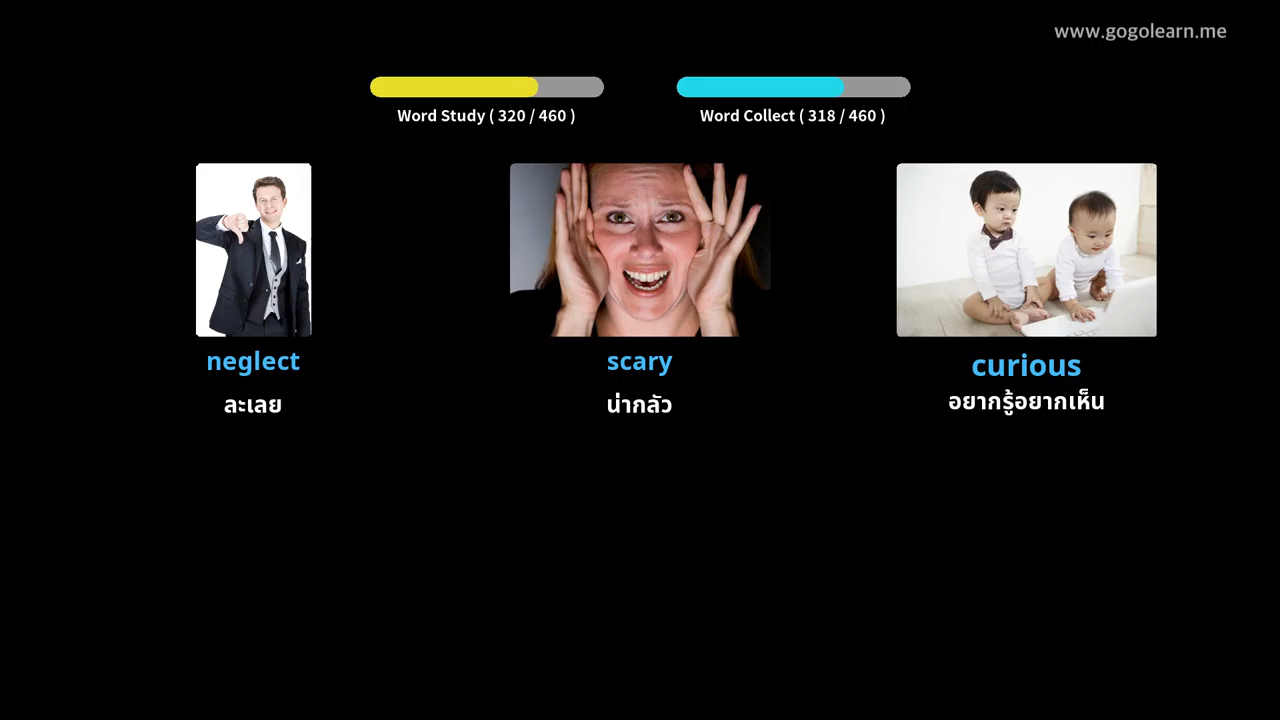 www.gogolearn.me
Word Study ( 320 / 460 )
Word Collect ( 318 / 460 )
neglect
ละเลย
scary
น่ากลัว
curious
อยากรู้อยากเห็น